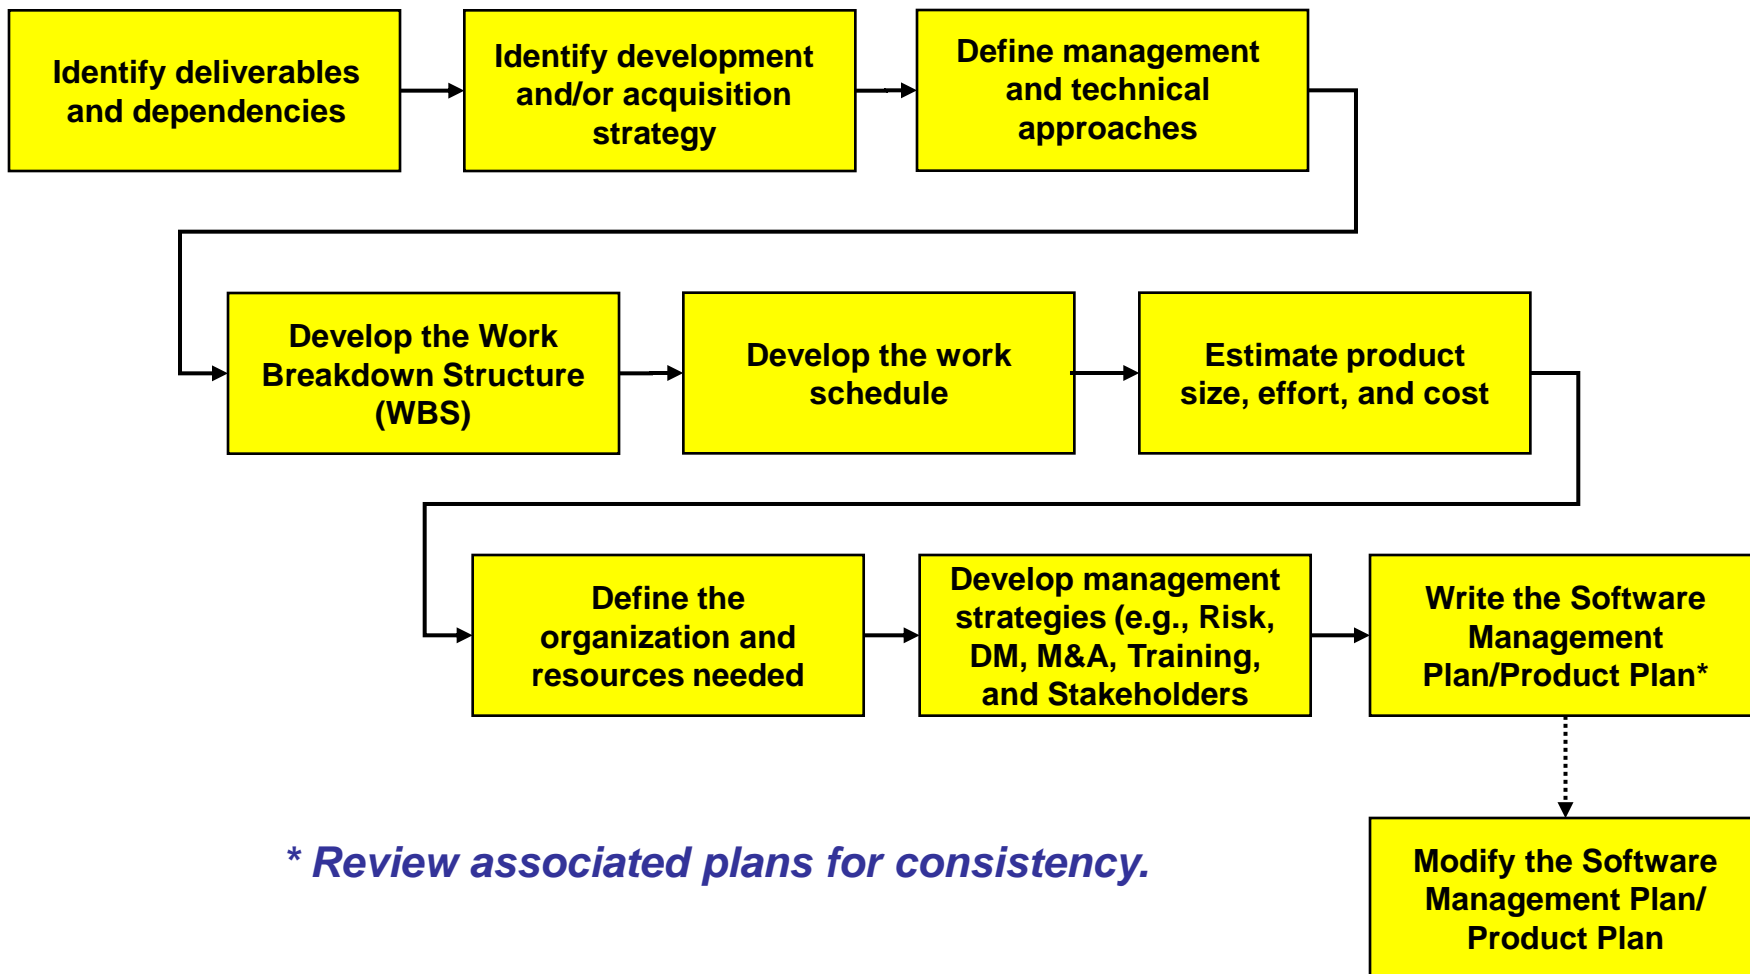 Identify deliverables
and dependencies
Identify development
and/or acquisition
strategy
Define management
and technical
approaches
Develop the Work
Breakdown Structure
(WBS)
Develop the work
schedule
Estimate product
size, effort, and cost
Define the
organization and
resources needed
Develop management
strategies (e.g., Risk,
DM, M&A, Training,
and Stakeholders
Write the Software
Management
Plan/Product Plan*
* Review associated plans for consistency.
Modify the Software
Management Plan/
Product Plan